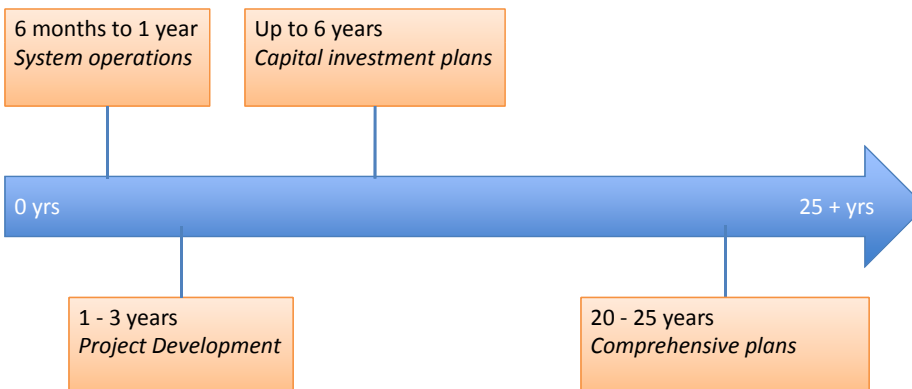 6 months to 1 year
System operations
Up to 6 years
Capital investment plans
0 yrs
25 + yrs
1 - 3 years
Project Development
20 - 25 years
Comprehensive plans